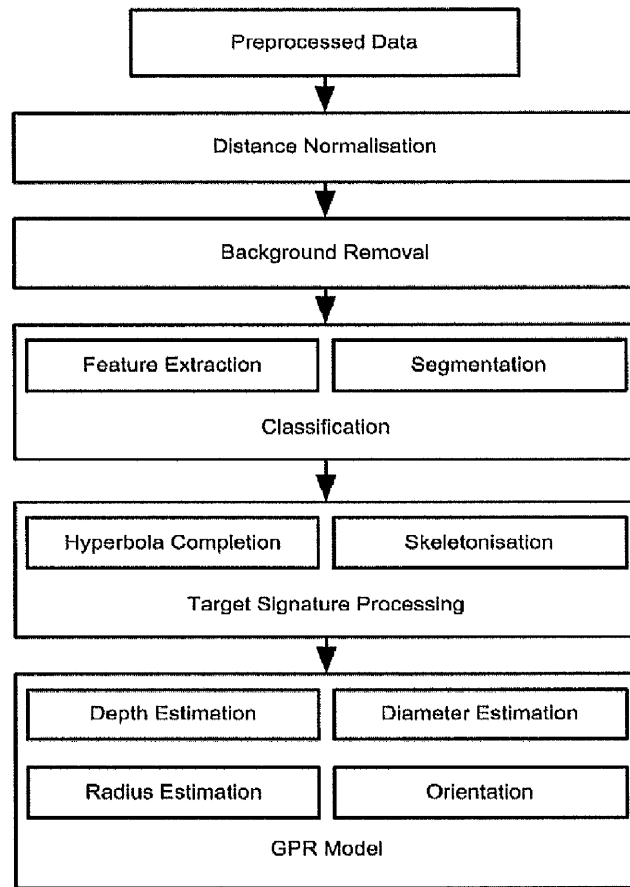 Preprocessed Data
Distance Normalisation
Background Removal
Feature Extraction
Segmentation
Classification
Hyperbola Completion
Skeletonisation
Target Signature Processing
Depth Estimation
Diameter Estimation
Radius Estimation
Orientation
GPR Model